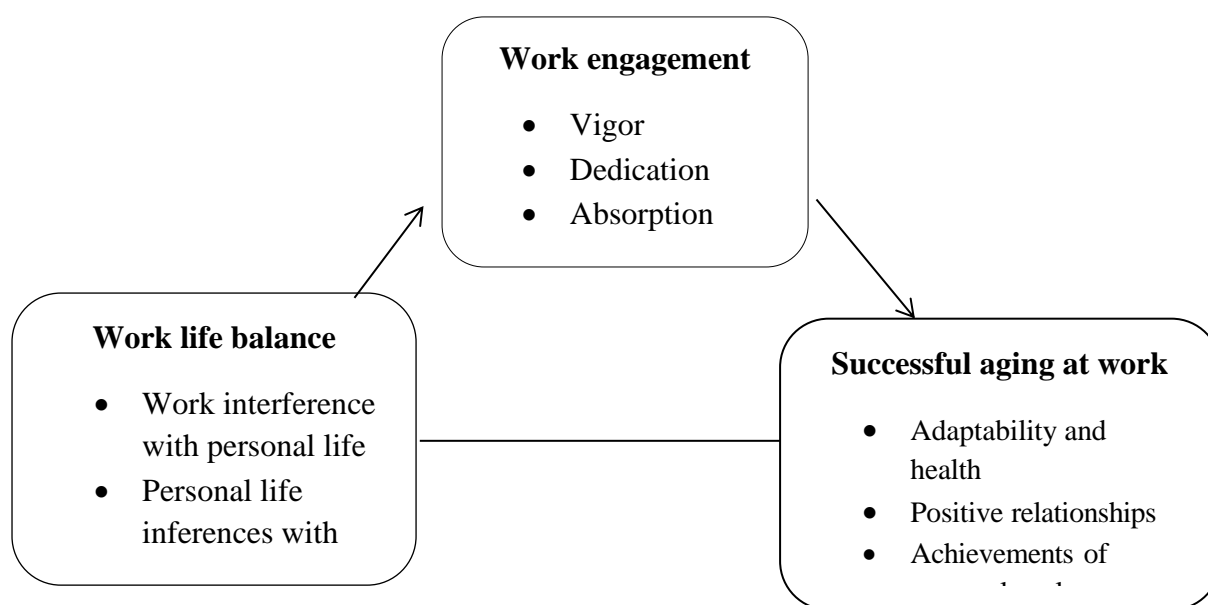 Work engagement
• Vigor
• Dedication
• Absorption
Work life balance
• Work interference
with personal life
• Personal life
inferences with
Successful aging at work
• Adaptability and
health
• Positive relationships
• Achievements of